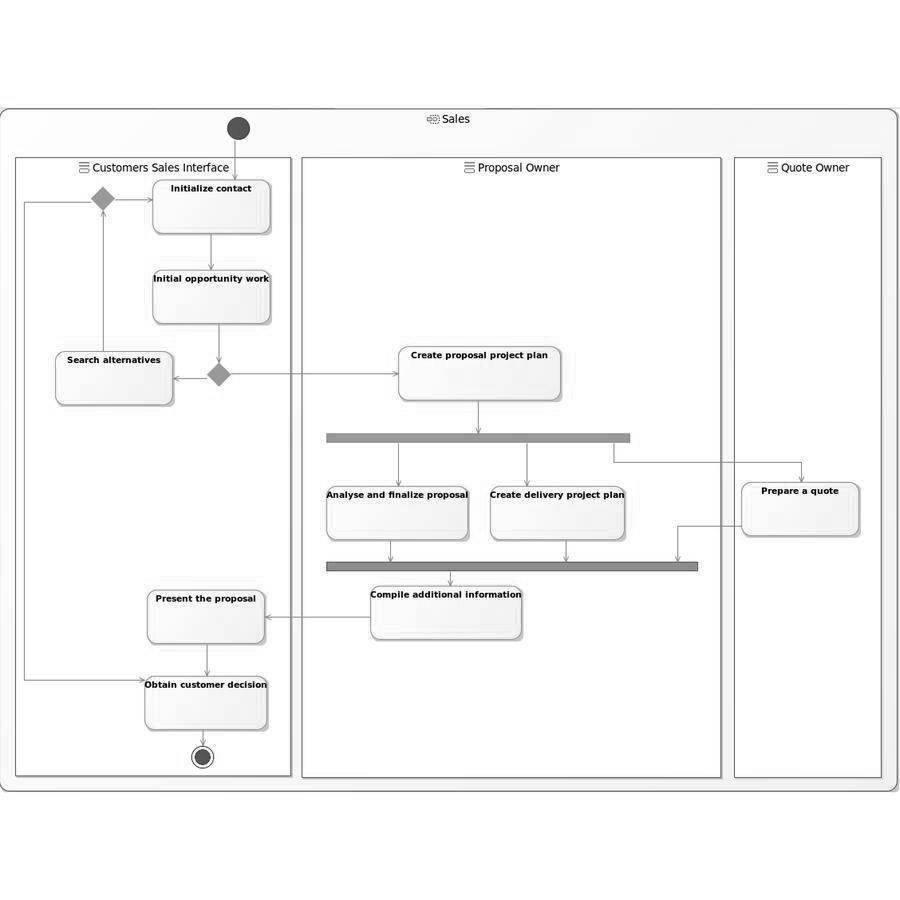 Sales
Customers Sales Interface
Proposal Owner
Quote Owner
Initialize contact
Initial opportunity work
Create proposal project plan
Search alternatives
Analyse and finalize proposal
Create delivery project plan
Prepare a quote
Compile additional information
Present the proposal
Obtain customer decision